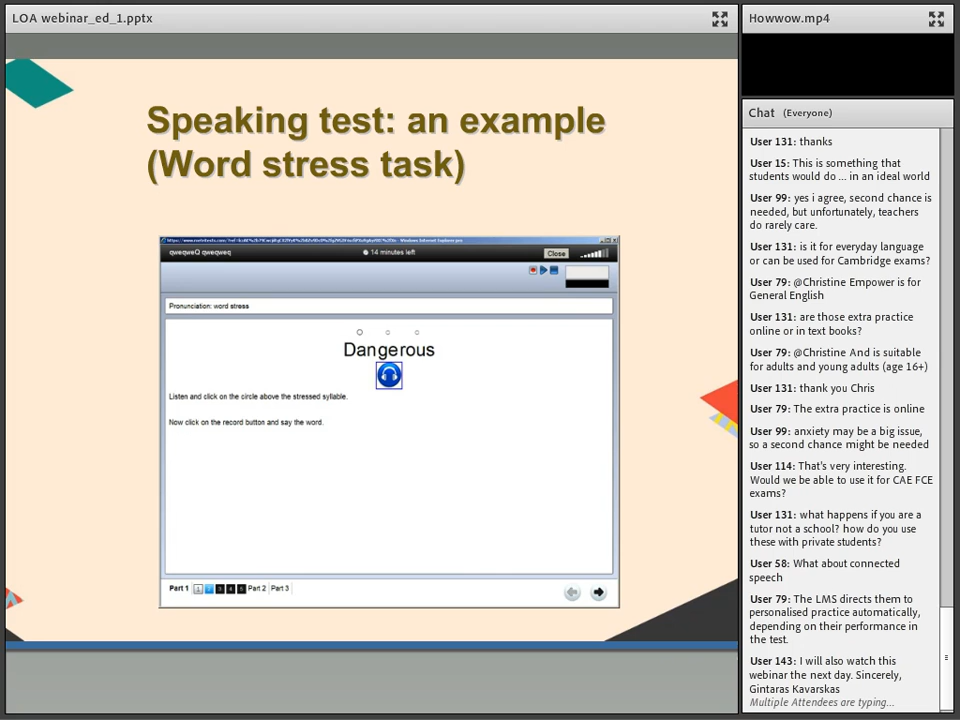 LOA webinar_ed_1.pptx
Speaking test: an example
(Word stress task)
qweqweQ qweqweq
14 minutes left
Close
Pronunciation: word stress
Dangerous
Listen and click on the circle above the stressed syllable.
Now click on the record button and say the word.
Part 1 1 2 3 4 5 Part 2 Part 3
Howwow.mp4
Chat (Everyone)
User 131: thanks
User 15: This is something that
students would do ... in an ideal world
User 99: yes i agree, second chance is
needed, but unfortunately, teachers
do rarely care.
User 131: is it for everyday language
or can be used for Cambridge exams?
User 79: @Christine Empower is for
General English
User 131: are those extra practice
online or in text books?
User 79: @Christine And is suitable
for adults and young adults (age 16+)
User 131: thank you Chris
User 79: The extra practice is online
User 99: anxiety may be a big issue,
so a second chance might be needed
User 114: That's very interesting.
Would we be able to use it for CAE FCE
exams?
User 131: what happens if you are a
tutor not a school? how do you use
these with private students?
User 58: What about connected
speech
User 79: The LMS directs them to
personalised practice automatically,
depending on their performance in
the test.
User 143: I will also watch this
webinar the next day. Sincerely,
Gintaras Kavarskas
Multiple Attendees are typing...